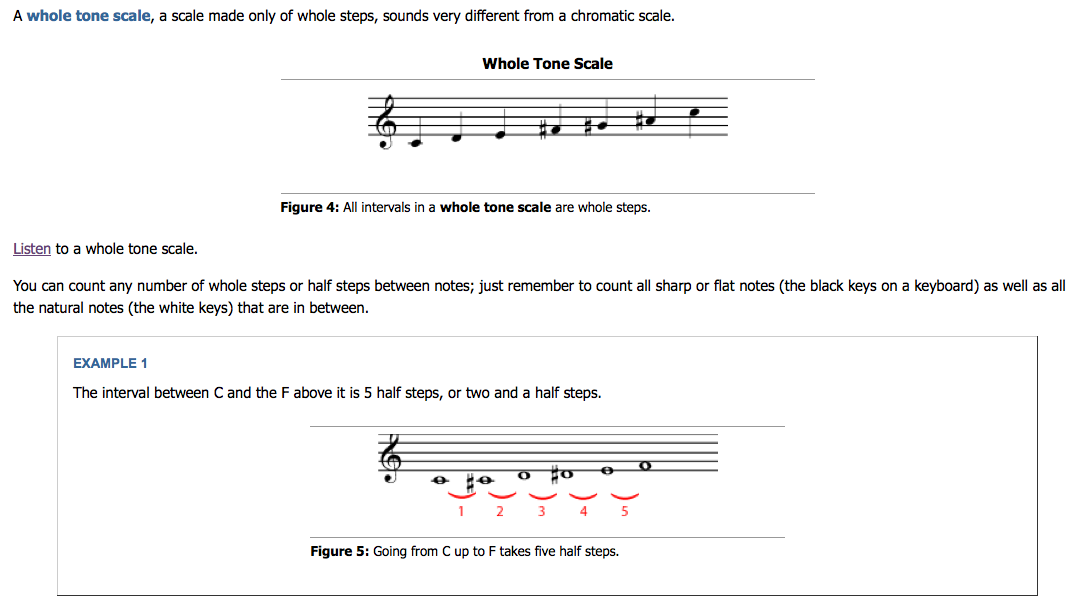 A whole tone scale, a scale made only of whole steps, sounds very different from a chromatic scale.
Whole Tone Scale
Figure 4: All intervals in a whole tone scale are whole steps.
Listen to a whole tone scale.
You can count any number of whole steps or half steps between notes; just remember to count all sharp or flat notes (the black keys on a keyboard) as well as all
the natural notes (the white keys) that are in between.
EXAMPLE 1
The interval between C and the F above it is 5 half steps, or two and a half steps.
1 2 3 4 5
Figure 5: Going from C up to F takes five half steps.